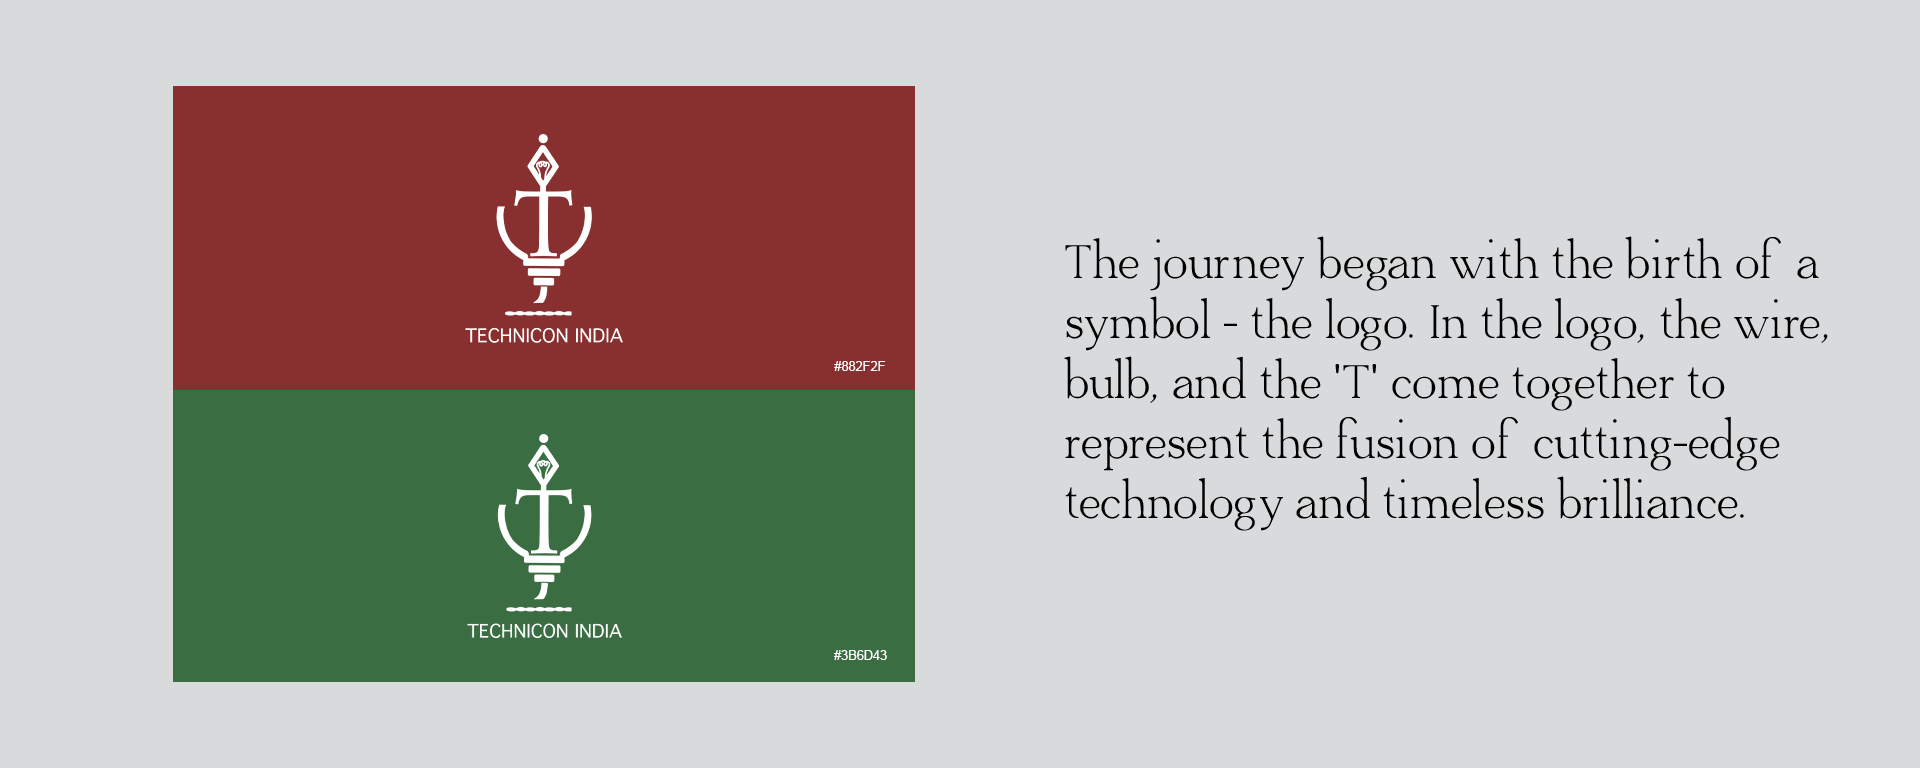 TECHNICON INDIA
#882F2F
TECHNICON INDIA
#3B6D43
The journey began with the birth of a
symbol - the logo. In the logo, the wire,
bulb, and the 'T' come together to
represent the fusion of cutting-edge
technology and timeless brilliance.